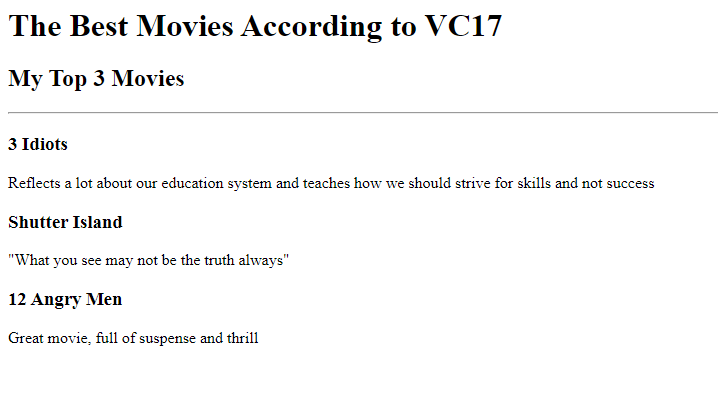 The Best Movies According to VC17
My Top 3 Movies
3 Idiots
Reflects a lot about our education system and teaches how we should strive for skills and not success
Shutter Island
"What you see may not be the truth always"
12 Angry Men
Great movie, full of suspense and thrill